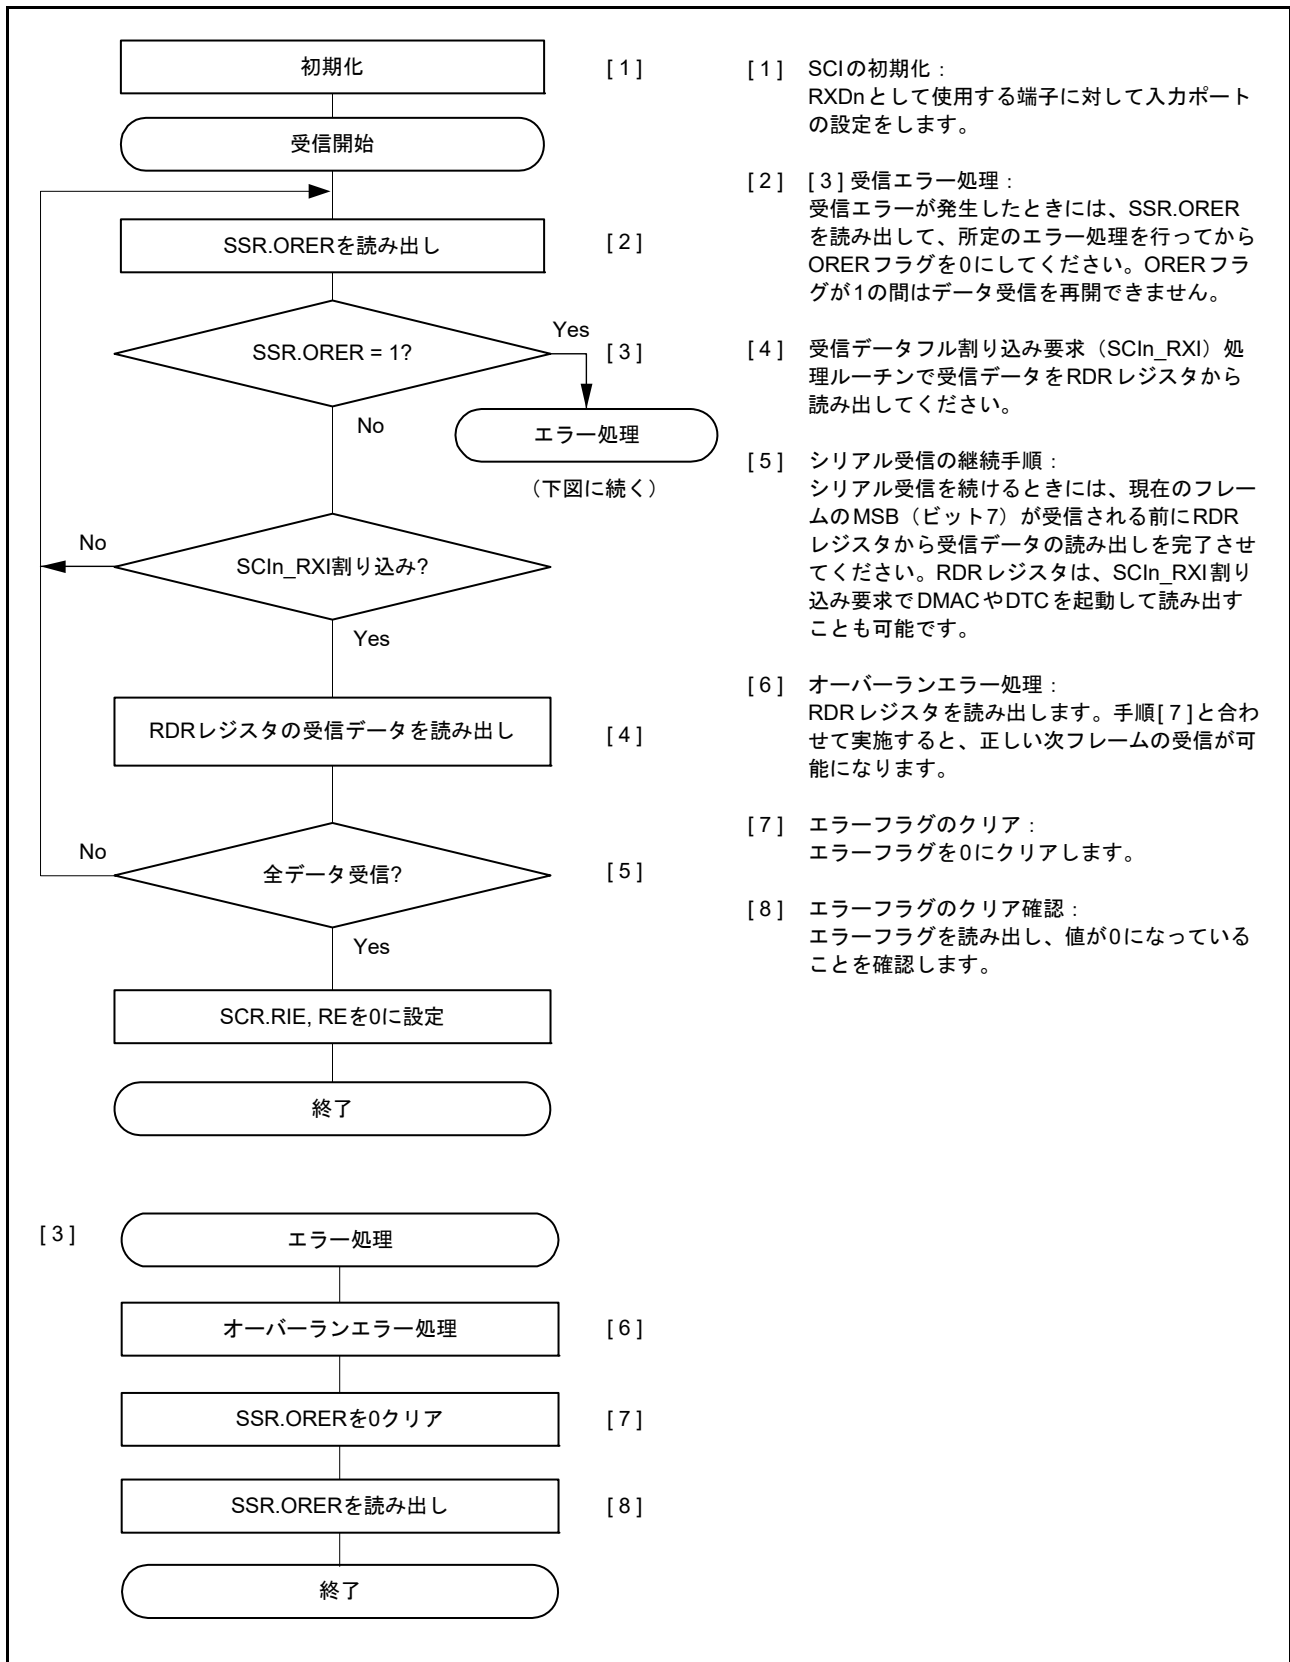 初期化
[ 1 ]
受信開始
SSR.ORERを読み出し
[ 2 ]
SSR.ORER = 1?
Yes
[ 3 ]
No
エラー処理
（下図に続く）
No
SCIn_RXI割り込み?
Yes
RDRレジスタの受信データを読み出し
[ 4 ]
No
全データ受信?
[ 5 ]
Yes
SCR.RIE, REを0に設定
終了
[ 1 ] SCIの初期化：
RXDnとして使用する端子に対して入力ポート
の設定をします。
[ 2 ] [ 3 ] 受信エラー処理：
受信エラーが発生したときには、SSR.ORER
を読み出して、所定のエラー処理を行ってから
ORERフラグを0にしてください。ORERフラ
グが1の間はデータ受信を再開できません。
[ 4 ] 受信データフル割り込み要求（SCIn_RXI）処
理ルーチンで受信データをRDRレジスタから
読み出してください。
[ 5 ] シリアル受信の継続手順：
シリアル受信を続けるときには、現在のフレー
ムのMSB（ビット7）が受信される前にRDR
レジスタから受信データの読み出しを完了させ
てください。RDRレジスタは、SCIn_RXI割り
込み要求でDMACやDTCを起動して読み出す
ことも可能です。
[ 6 ] オーバーランエラー処理：
RDRレジスタを読み出します。手順[ 7 ]と合わ
せて実施すると、正しい次フレームの受信が可
能になります。
[ 7 ] エラーフラグのクリア：
エラーフラグを0にクリアします。
[ 8 ] エラーフラグのクリア確認：
エラーフラグを読み出し、値が0になっている
ことを確認します。
[ 3 ]
エラー処理
オーバーランエラー処理
[ 6 ]
SSR.ORERを0クリア
[ 7 ]
SSR.ORERを読み出し
[ 8 ]
終了